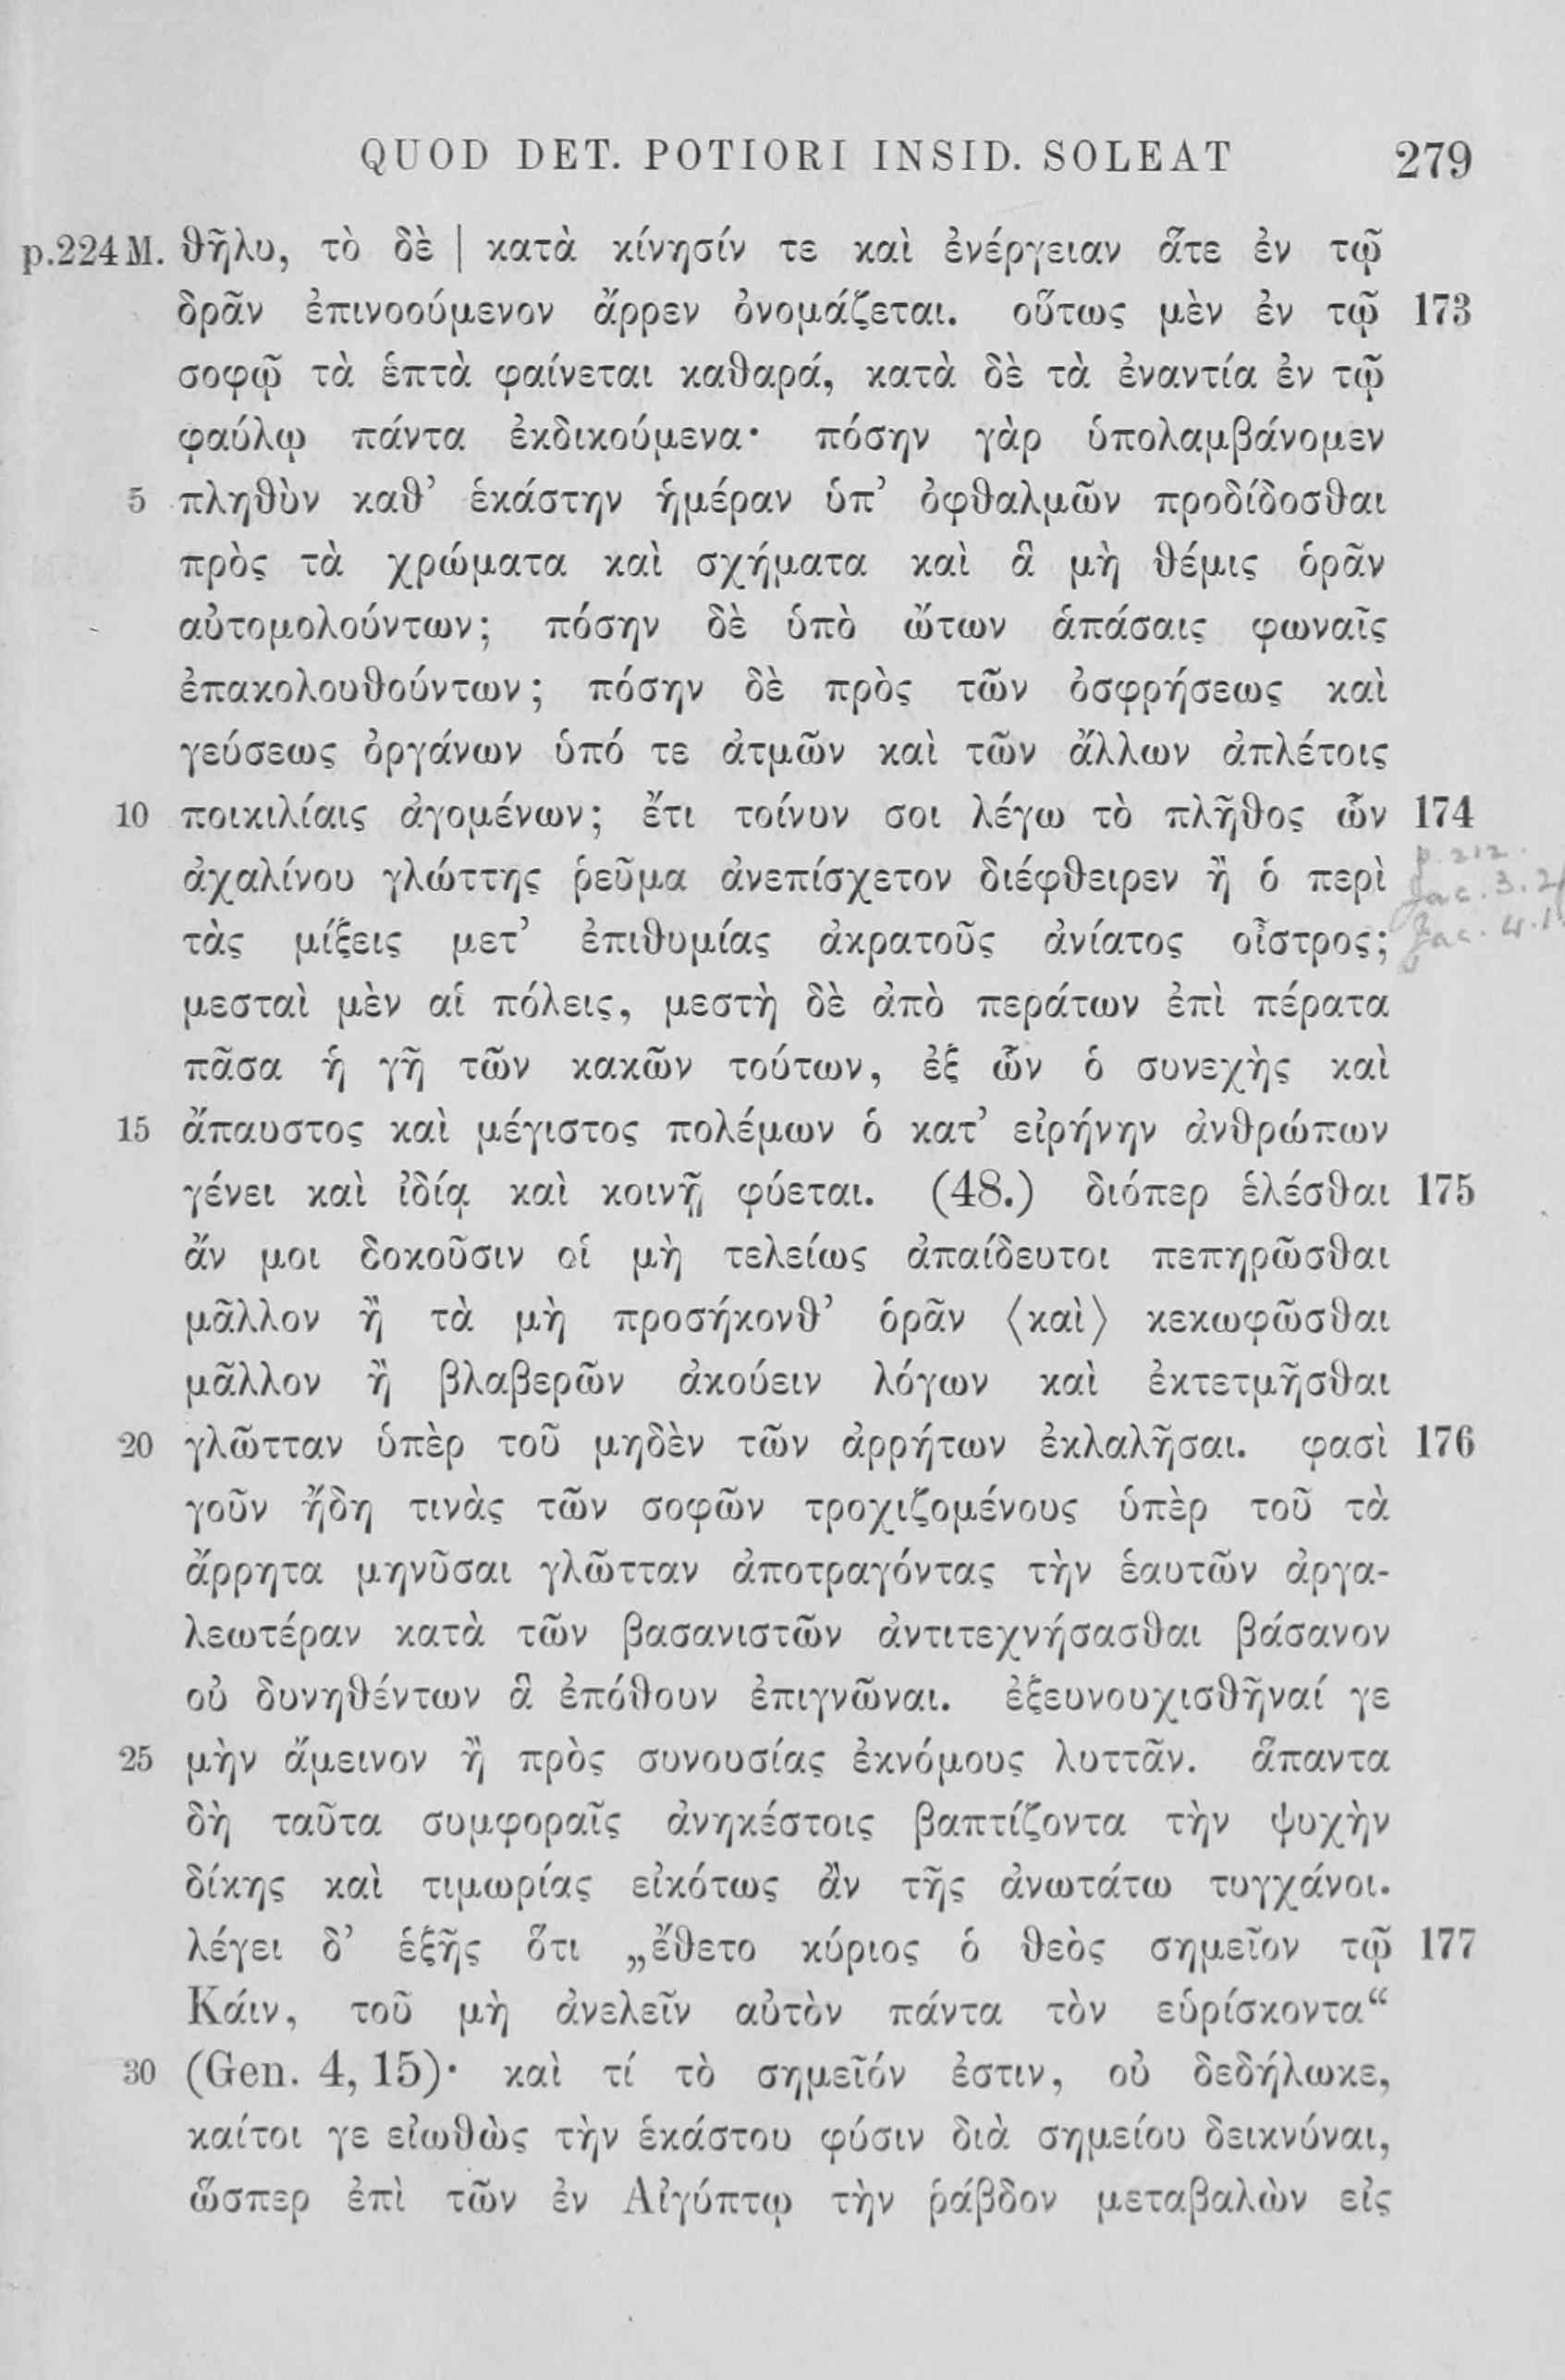 QUOD DET. POTIORI INSID. SOLEAT 279
p.224 M. θῆλυ, τὸ δὲ | κατὰ κίνησίν τε καὶ ἐνέργειαν ἅτε ἐν τῷ
δρᾶν ἐπινοούμενον ἄρρεν ὀνομάζεται. οὕτως μὲν ἐν τῷ 173
σοφῷ τὰ ἑπτὰ φαίνεται καθαρά, κατὰ δὲ τὰ ἐναντία ἐν τῷ
φαύλῳ πάντα ἐκδικούμενα· πόσην γὰρ ὑπολαμβάνομεν
5 πληθὺν καθ’ ἑκάστην ἡμέραν ὑπ’ ὀφθαλμῶν προδίδοσθαι
πρὸς τὰ χρώματα καὶ σχήματα καὶ ἃ μὴ θέμις ὁρᾶν
αὐτομολούντων; πόσην δὲ ὑπὸ ὤτων ἁπάσαις φωναῖς
ἐπακολουθούντων; πόσην δὲ πρὸς τῶν ὀσφρήσεως καὶ
γεύσεως ὀργάνων ὑπό τε ἀτμῶν καὶ τῶν ἄλλων ἀπλέτοις
10 ποικιλίαις ἀγομένων; ἔτι τοίνυν σοι λέγω τὸ πλῆθος ὧν 174
ἀχαλίνου γλώττης ῥεῦμα ἀνεπίσχετον διέφθειρεν ἢ ὁ περὶ
p. 212.
Jac. 3.
τὰς μίξεις μετ’ ἐπιθυμίας ἀκρατοῦς ἀνίατος οἶστρος;
Jac. 4. 1
μεσταὶ μὲν αἱ πόλεις, μεστὴ δὲ ἀπὸ περάτων ἐπὶ πέρατα
πᾶσα ἡ γῆ τῶν κακῶν τούτων, ἐξ ὧν ὁ συνεχὴς καὶ
15 ἄπαυστος καὶ μέγιστος πολέμων ὁ κατ’ εἰρήνην ἀνθρώπων
γένει καὶ ἰδίᾳ καὶ κοινῇ φύεται. (48.) διόπερ ἑλέσθαι 175
ἄν μοι δοκοῦσιν οἱ μὴ τελείως ἀπαίδευτοι πεπηρῶσθαι
μᾶλλον ἢ τὰ μὴ προσήκονθ’ ὁρᾶν ⟨καὶ⟩ κεκωφῶσθαι
μᾶλλον ἢ βλαβερῶν ἀκούειν λόγων καὶ ἐκτετμῆσθαι
20 γλῶτταν ὑπὲρ τοῦ μηδὲν τῶν ἀρρήτων ἐκλαλῆσαι. φασὶ 176
γοῦν ἤδη τινὰς τῶν σοφῶν τροχιζομένους ὑπὲρ τοῦ τὰ
ἄρρητα μηνῦσαι γλῶτταν ἀποτραγόντας τὴν ἑαυτῶν ἀργα-
λεωτέραν κατὰ τῶν βασανιστῶν ἀντιτεχνήσασθαι βάσανον
οὐ δυνηθέντων ἃ ἐπόθουν ἐπιγνῶναι. ἐξευνουχισθῆναί γε
25 μὴν ἄμεινον ἢ πρὸς συνουσίας ἐκνόμους λυττᾶν. ἅπαντα
δὴ ταῦτα συμφοραῖς ἀνηκέστοις βαπτίζοντα τὴν ψυχὴν
δίκης καὶ τιμωρίας εἰκότως ἂν τῆς ἀνωτάτω τυγχάνοι.
λέγει δ’ ἑξῆς ὅτι „ἔθετο κύριος ὁ θεὸς σημεῖον τῷ 177
Κάιν, τοῦ μὴ ἀνελεῖν αὐτὸν πάντα τὸν εὑρίσκοντα“
30 (Gen. 4, 15)· καὶ τί τὸ σημεῖόν ἐστιν, οὐ δεδήλωκε,
καίτοι γε εἰωθὼς τὴν ἑκάστου φύσιν διὰ σημείου δεικνύναι,
ὥσπερ ἐπὶ τῶν ἐν Αἰγύπτῳ τὴν ῥάβδον μεταβαλὼν εἰς